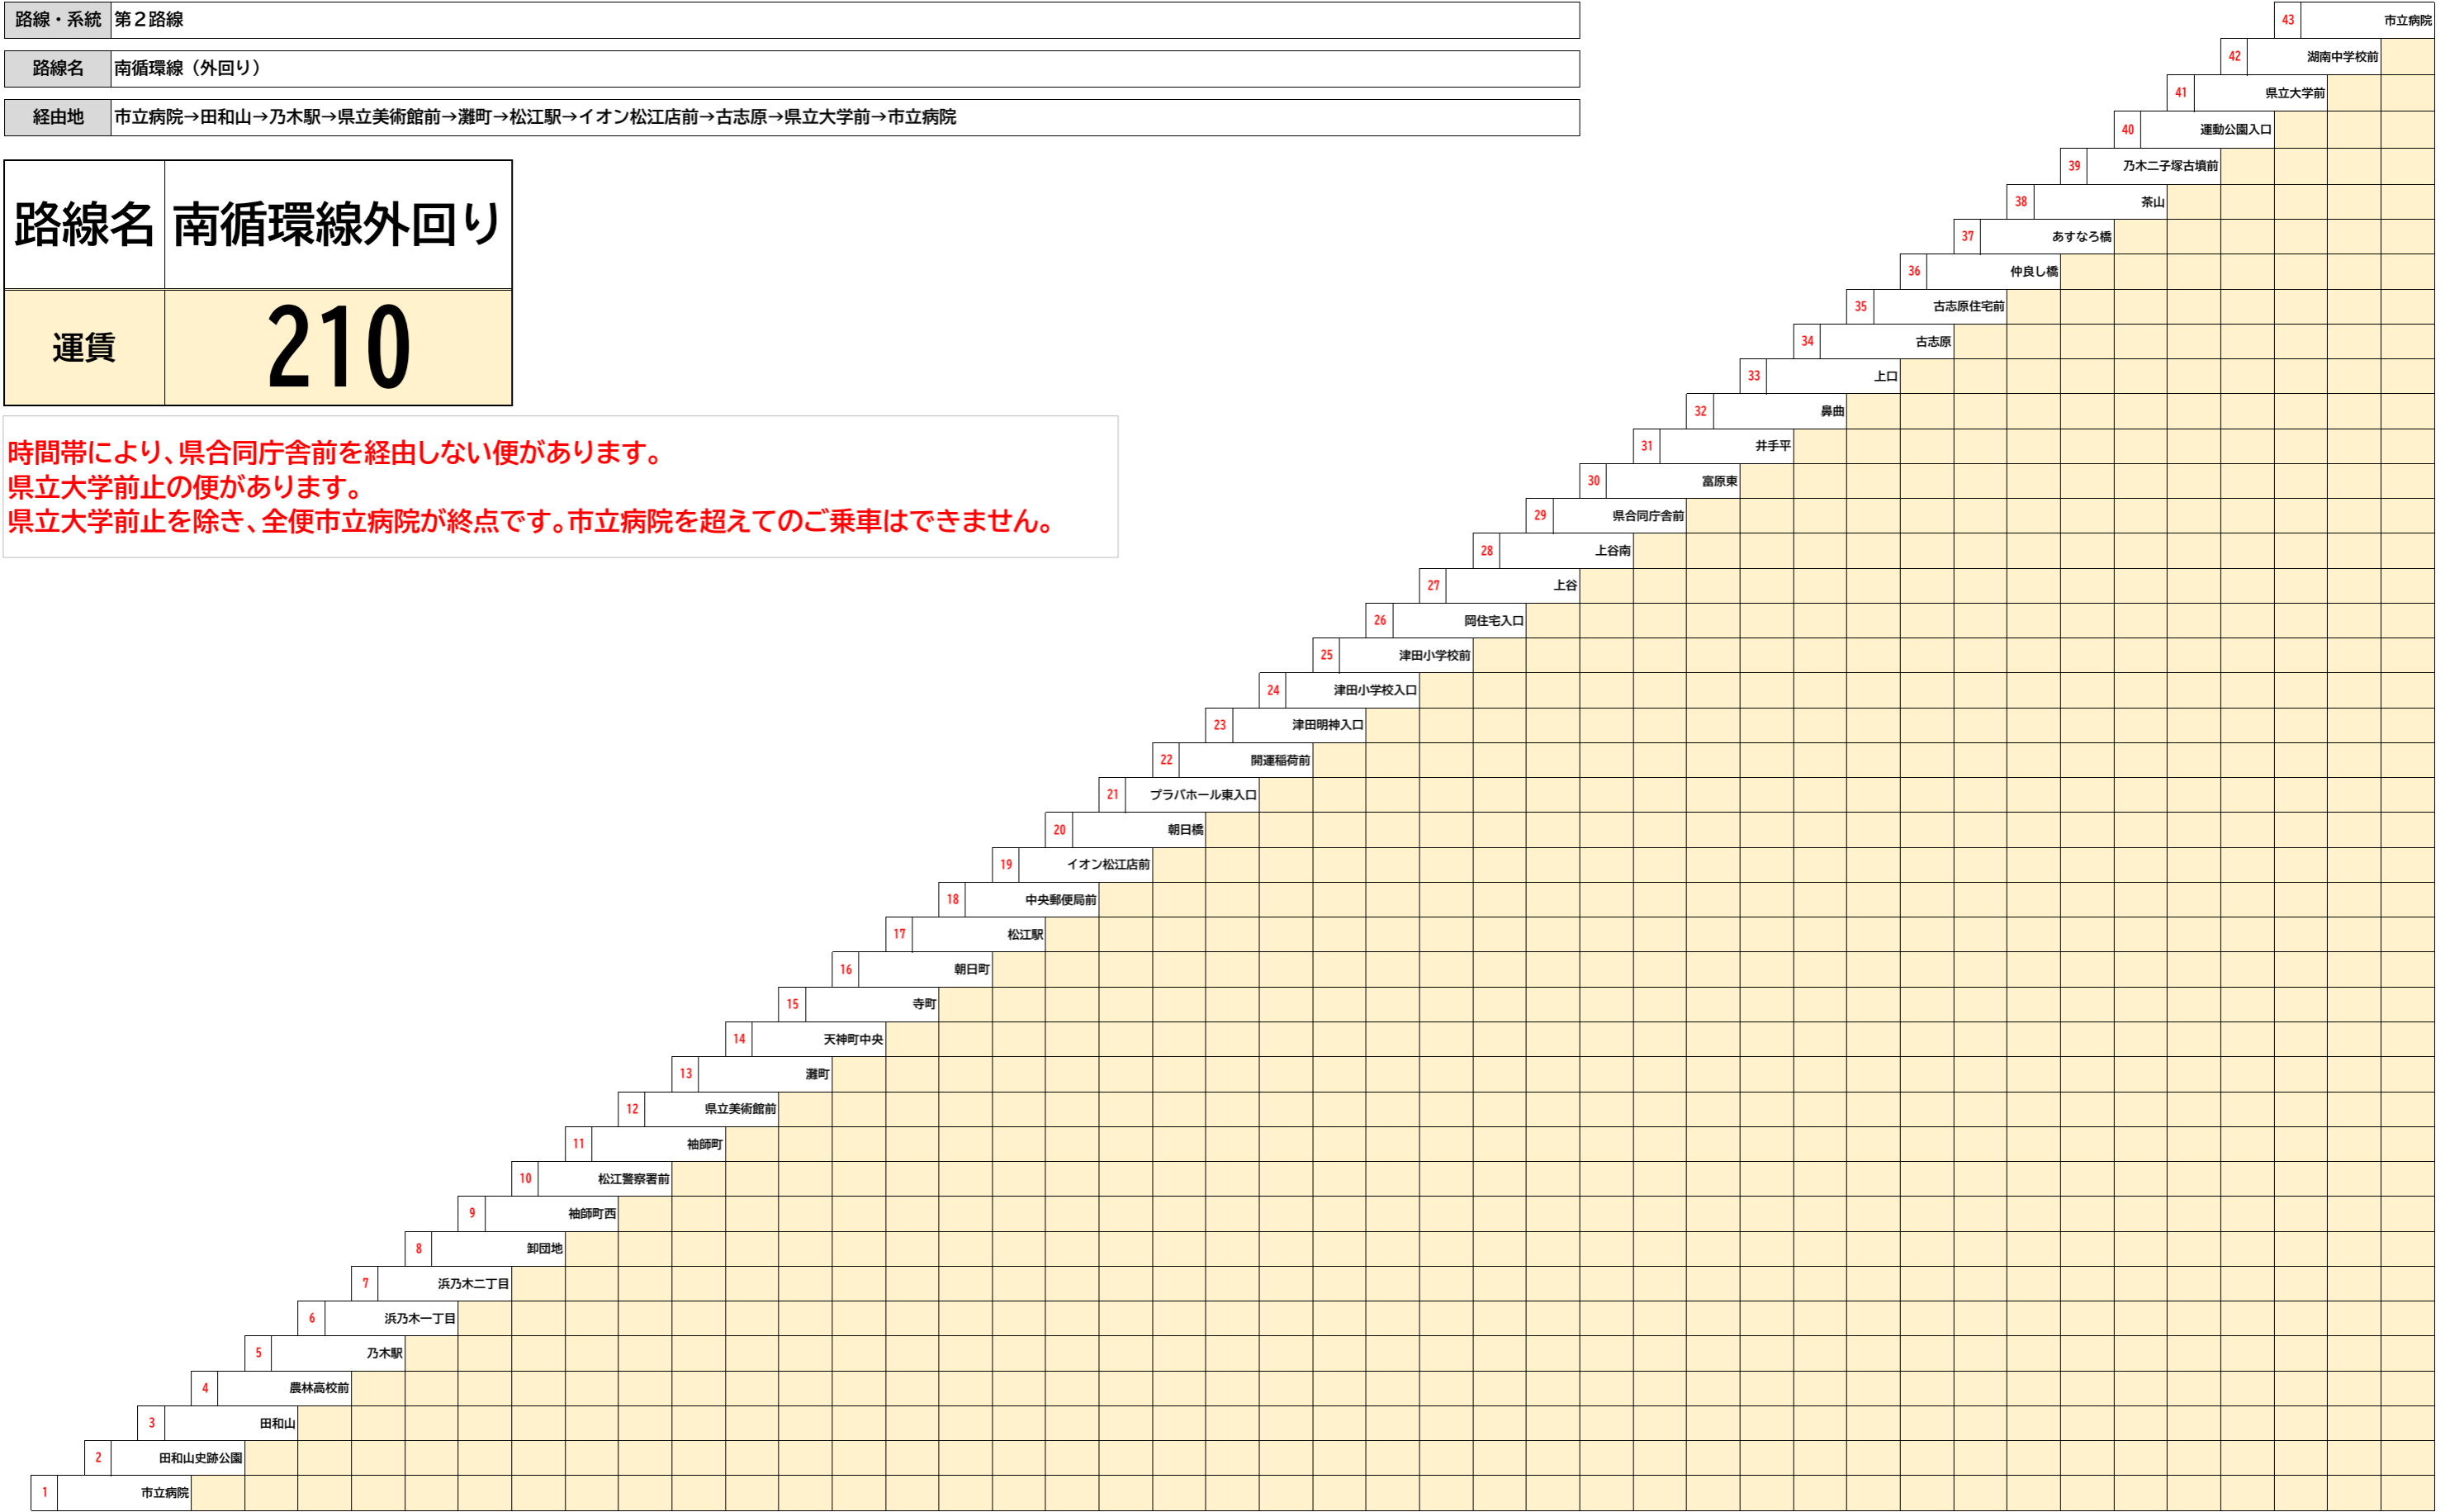 路線・系統 第2路線
路線名 南循環線（外回り）
経由地 市立病院→田和山→乃木駅→県立美術館前→灘町→松江駅→イオン松江店前→古志原→県立大学前→市立病院
路線名 南循環線外回り
運賃 210
時間帯により、県合同庁舎前を経由しない便があります。
県立大学前止の便があります。
県立大学前止を除き、全便市立病院が終点です。市立病院を超えてのご乗車はできません。
43 市立病院
42 湖南中学校前
41 県立大学前
40 運動公園入口
39 乃木二子塚古墳前
38 茶山
37 あすなろ橋
36 仲良し橋
35 古志原住宅前
34 古志原
33 上口
32 鼻曲
31 井手平
30 富原東
29 県合同庁舎前
28 上谷南
27 上谷
26 岡住宅入口
25 津田小学校前
24 津田小学校入口
23 津田明神入口
22 開運稲荷前
21 プラバホール東入口
20 朝日橋
19 イオン松江店前
18 中央郵便局前
17 松江駅
16 朝日町
15 寺町
14 天神町中央
13 灘町
12 県立美術館前
11 袖師町
10 松江警察署前
9 袖師町西
8 卸団地
7 浜乃木二丁目
6 浜乃木一丁目
5 乃木駅
4 農林高校前
3 田和山
2 田和山史跡公園
1 市立病院